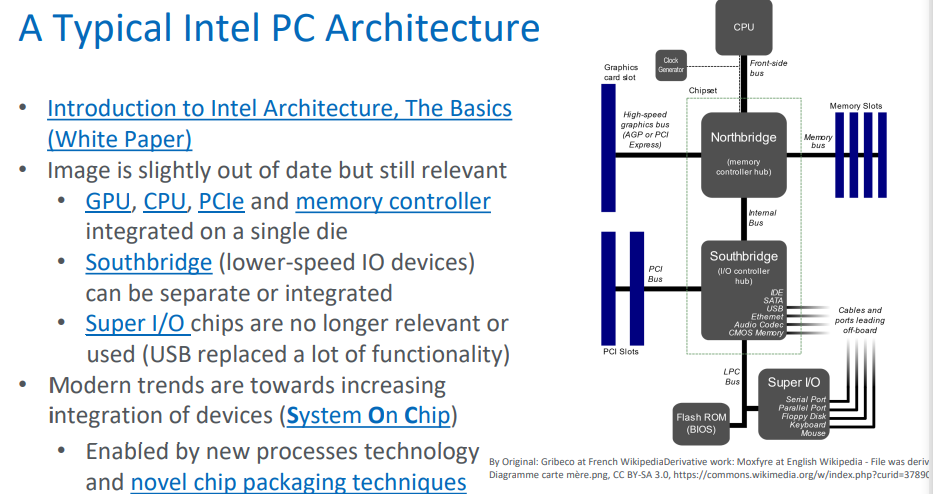 A Typical Intel PC Architecture
• Introduction to Intel Architecture, The Basics
(White Paper)
• Image is slightly out of date but still relevant
• GPU, CPU, PCIe and memory controller
integrated on a single die
• Southbridge (lower-speed IO devices)
can be separate or integrated
• Super I/O chips are no longer relevant or
used (USB replaced a lot of functionality)
• Modern trends are towards increasing
integration of devices (System On Chip)
• Enabled by new processes technology
and novel chip packaging techniques
CPU
Clock
Generator
Front-side
bus
Graphics
card slot
Chipset
High-speed
graphics bus
(AGP or PCI
Express)
Northbridge
(memory
controller hub)
Memory
bus
Memory Slots
Internal
Bus
Southbridge
(I/O controller
hub)
PCI
Bus
IDE
SATA
USB
Ethernet
Audio Codec
CMOS Memory
Cables and
ports leading
off-board
PCI Slots
LPC
Bus
Super I/O
Serial Port
Parallel Port
Floppy Disk
Keyboard
Mouse
Flash ROM
(BIOS)
By Original: Gribeco at French WikipediaDerivative work: Moxfyre at English Wikipedia - File was deriv
Diagramme carte mère.png, CC BY-SA 3.0, https://commons.wikimedia.org/w/index.php?curid=3789